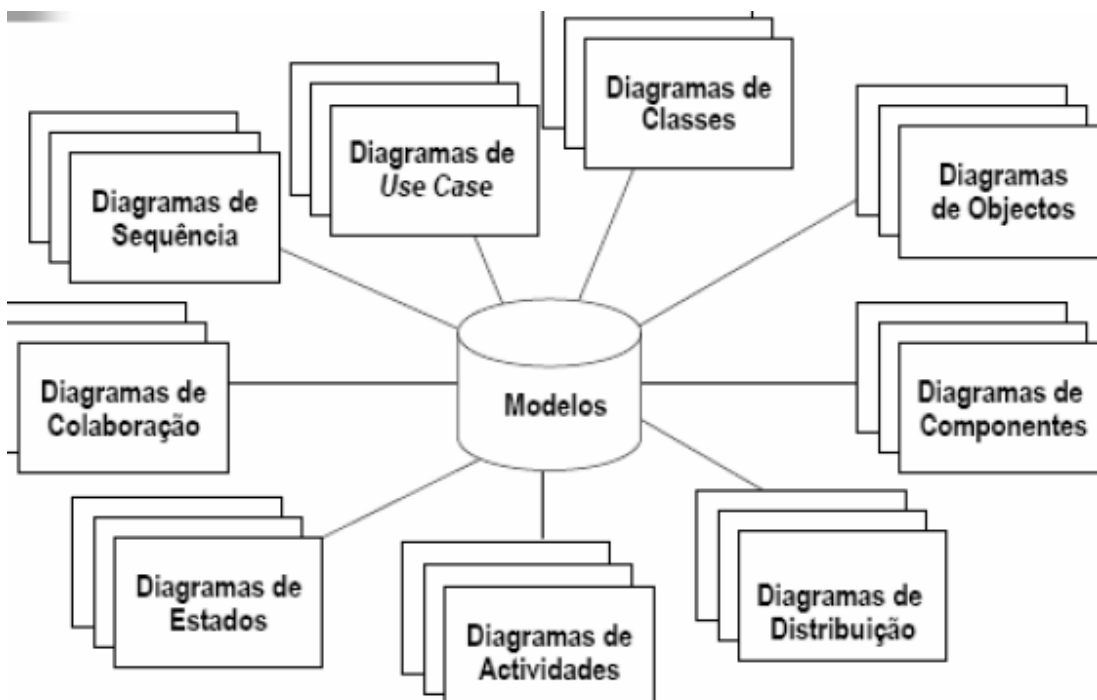 Diagramas de
Classes
Diagramas de
Use Case
Diagramas
de Objectos
Diagramas de
Sequência
Modelos
Diagramas de
Colaboração
Diagramas de
Componentes
Diagramas de
Estados
Diagramas de
Actividades
Diagramas de
Distribuição